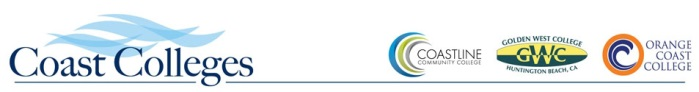 Coast Colleges
COASTLINE
COMMUNITY COLLEGE
GOLDEN WEST COLLEGE
GWC
HUNTINGTON BEACH, CA
ORANGE
COAST
COLLEGE